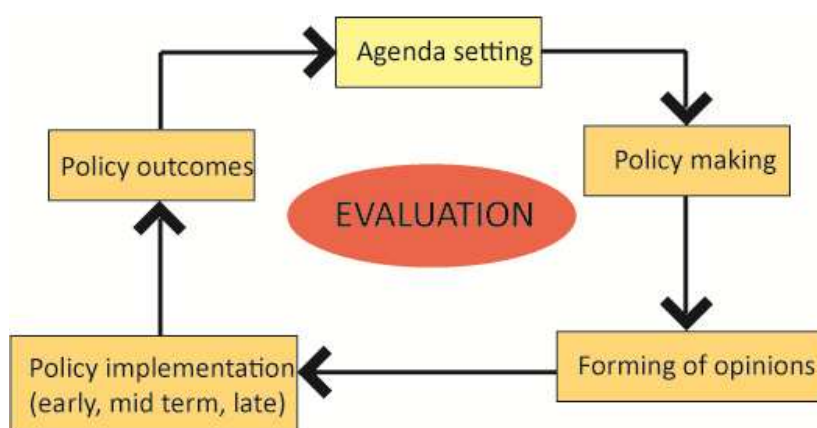 Agenda setting
Policy making
Forming of opinions
Policy implementation
(early, mid term, late)
Policy outcomes
EVALUATION